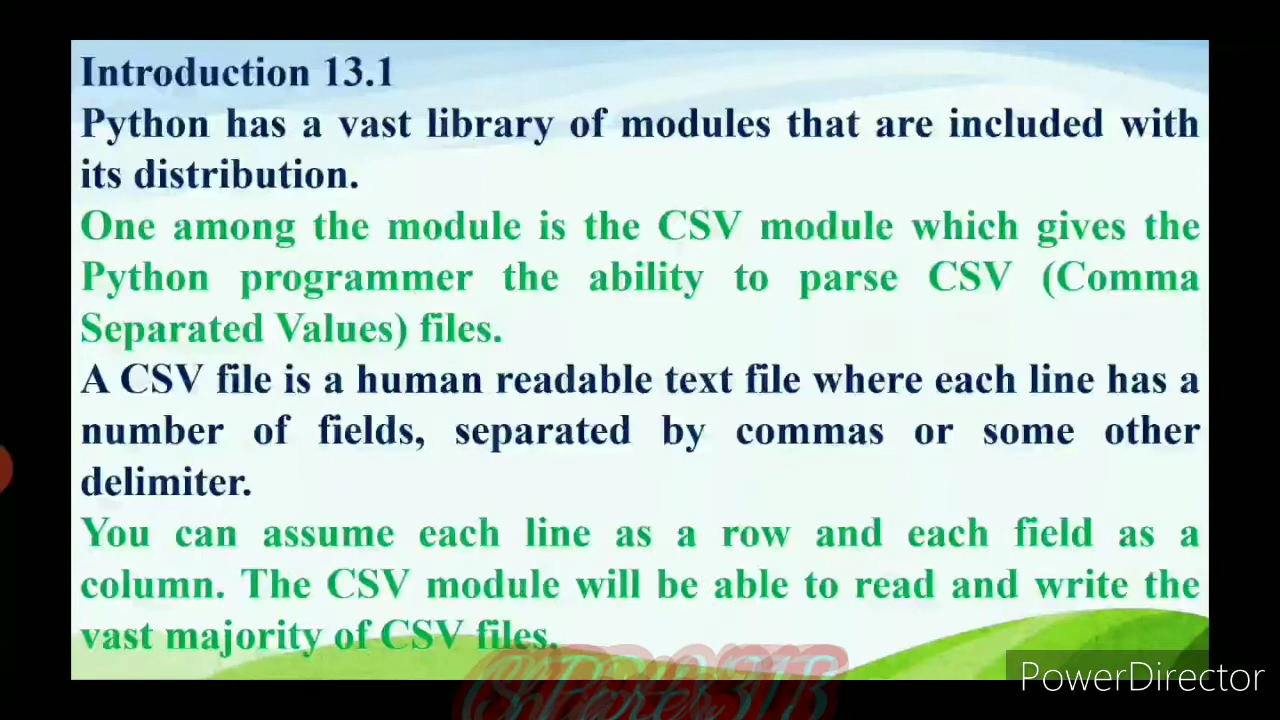 Introduction 13.1
Python has a vast library of modules that are included with
its distribution.
One among the module is the CSV module which gives the
Python programmer the ability to parse CSV (Comma
Separated Values) files.
A CSV file is a human readable text file where each line has a
number of fields, separated by commas or some other
delimiter.
You can assume each line as a row and each field as a
column. The CSV module will be able to read and write the
vast majority of CSV files.
PowerDirector